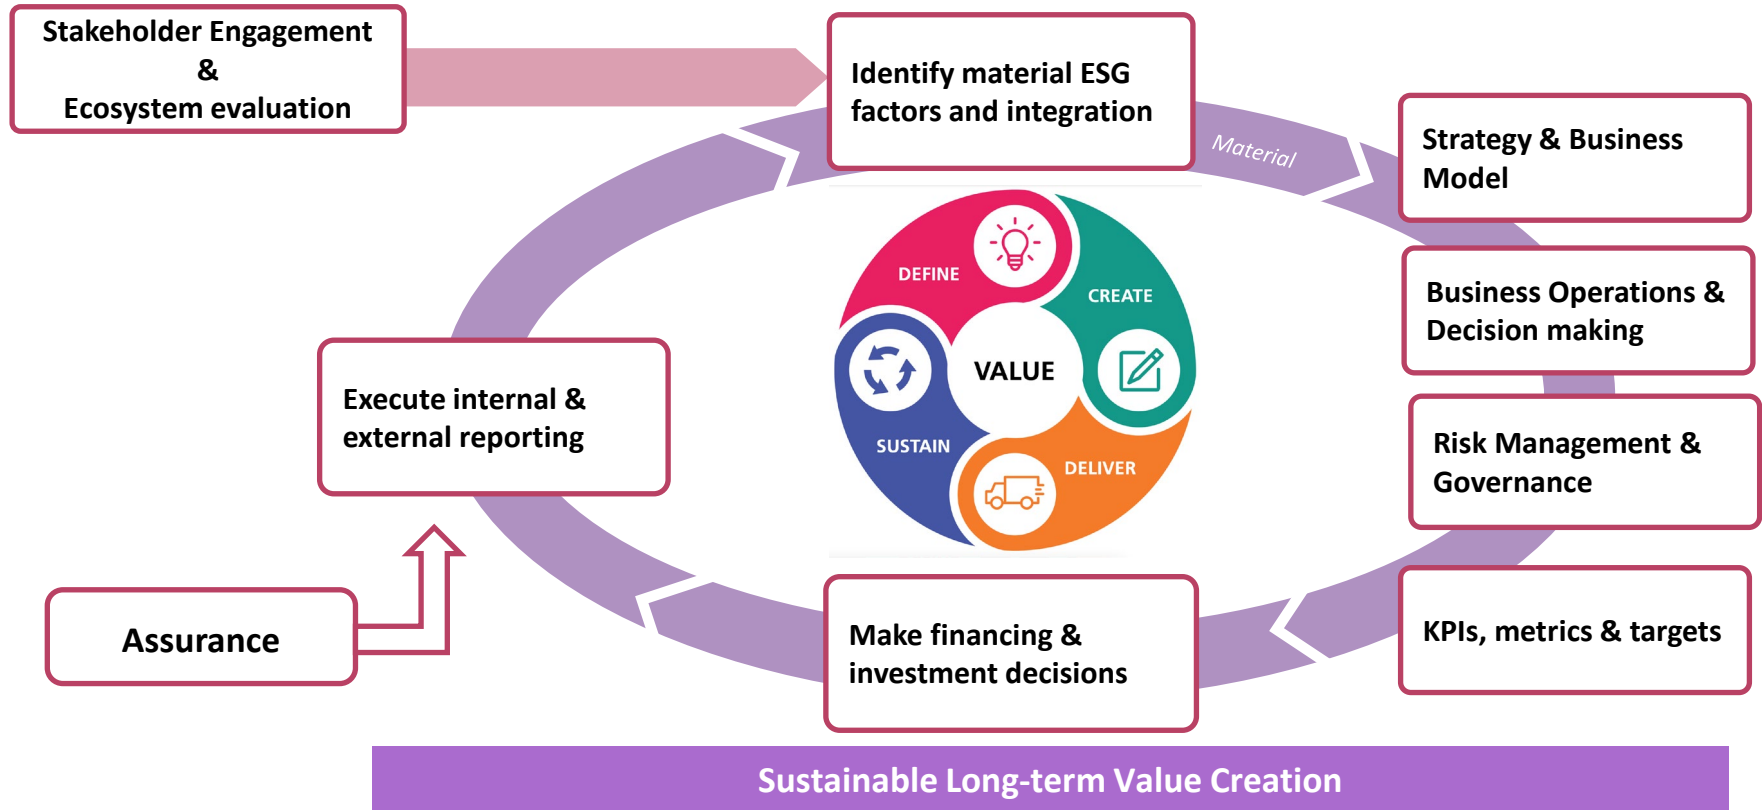 Stakeholder Engagement
&
Ecosystem evaluation
Identify material ESG
factors and integration
Material
Strategy & Business
Model
Business Operations &
Decision making
Risk Management &
Governance
KPIs, metrics & targets
Make financing &
investment decisions
Execute internal &
external reporting
Assurance
DEFINE
CREATE
VALUE
SUSTAIN
DELIVER
Sustainable Long-term Value Creation